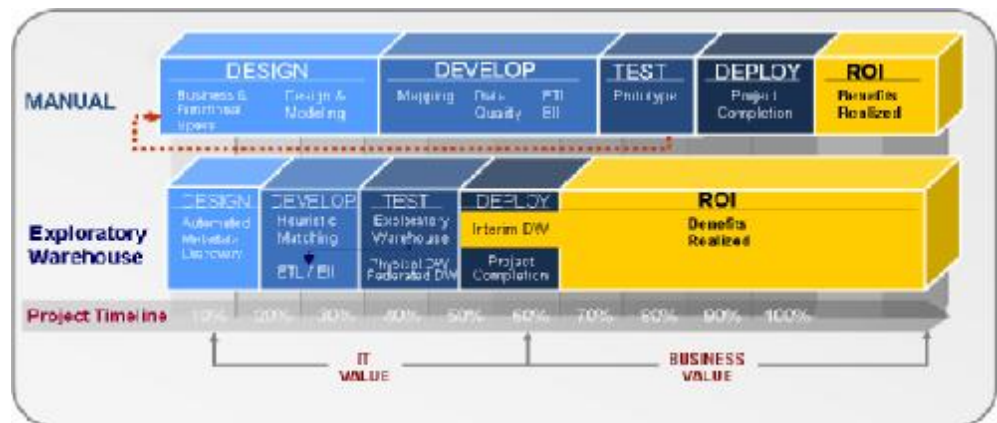 DESIGN
DEVELOP
TEST
DEPLOY
ROI
MANUAL
Business &
Functional
Specs
Design &
Modeling
Mapping
Data
Quality
ETL
EII
Prototype
Project
Completion
Benefits
Realized
Exploratory
Warehouse
DESIGN
DEVELOP
TEST
DEPLOY
ROI
Automated
Metadata
Discovery
Heuristic
Matching
ETL / EII
Exploratory
Warehouse
Physical DW
Federated DW
Interim DW
Project
Completion
Benefits
Realized
Project Timeline
10% 20% 30% 40% 50% 60% 70% 80% 90% 100%
IT
VALUE
BUSINESS
VALUE